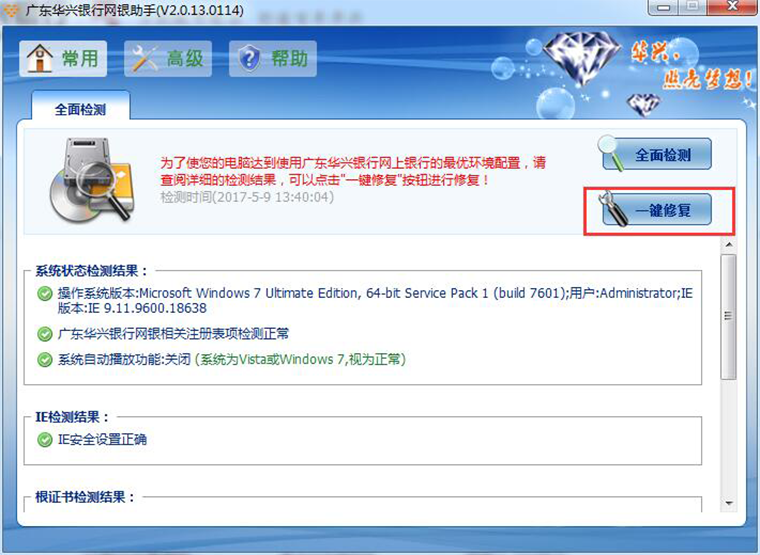 广东华兴银行网银助手(V2.0.13.0114)
常用
高级
帮助
华兴,
照亮梦想!
全面检测
为了使您的电脑达到使用广东华兴银行网上银行的最优环境配置，请
查阅详细的检测结果，可以点击"一键修复"按钮进行修复！
检测时间(2017-5-9 13:40:04)
全面检测
一键修复
系统状态检测结果：
操作系统版本:Microsoft Windows 7 Ultimate Edition, 64-bit Service Pack 1 (build 7601);用户:Administrator;IE
版本:IE 9.11.9600.18638
广东华兴银行网银相关注册表项检测正常
系统自动播放功能:关闭 (系统为Vista或Windows 7,视为正常)
IE检测结果：
IE安全设置正确
根证书检测结果：